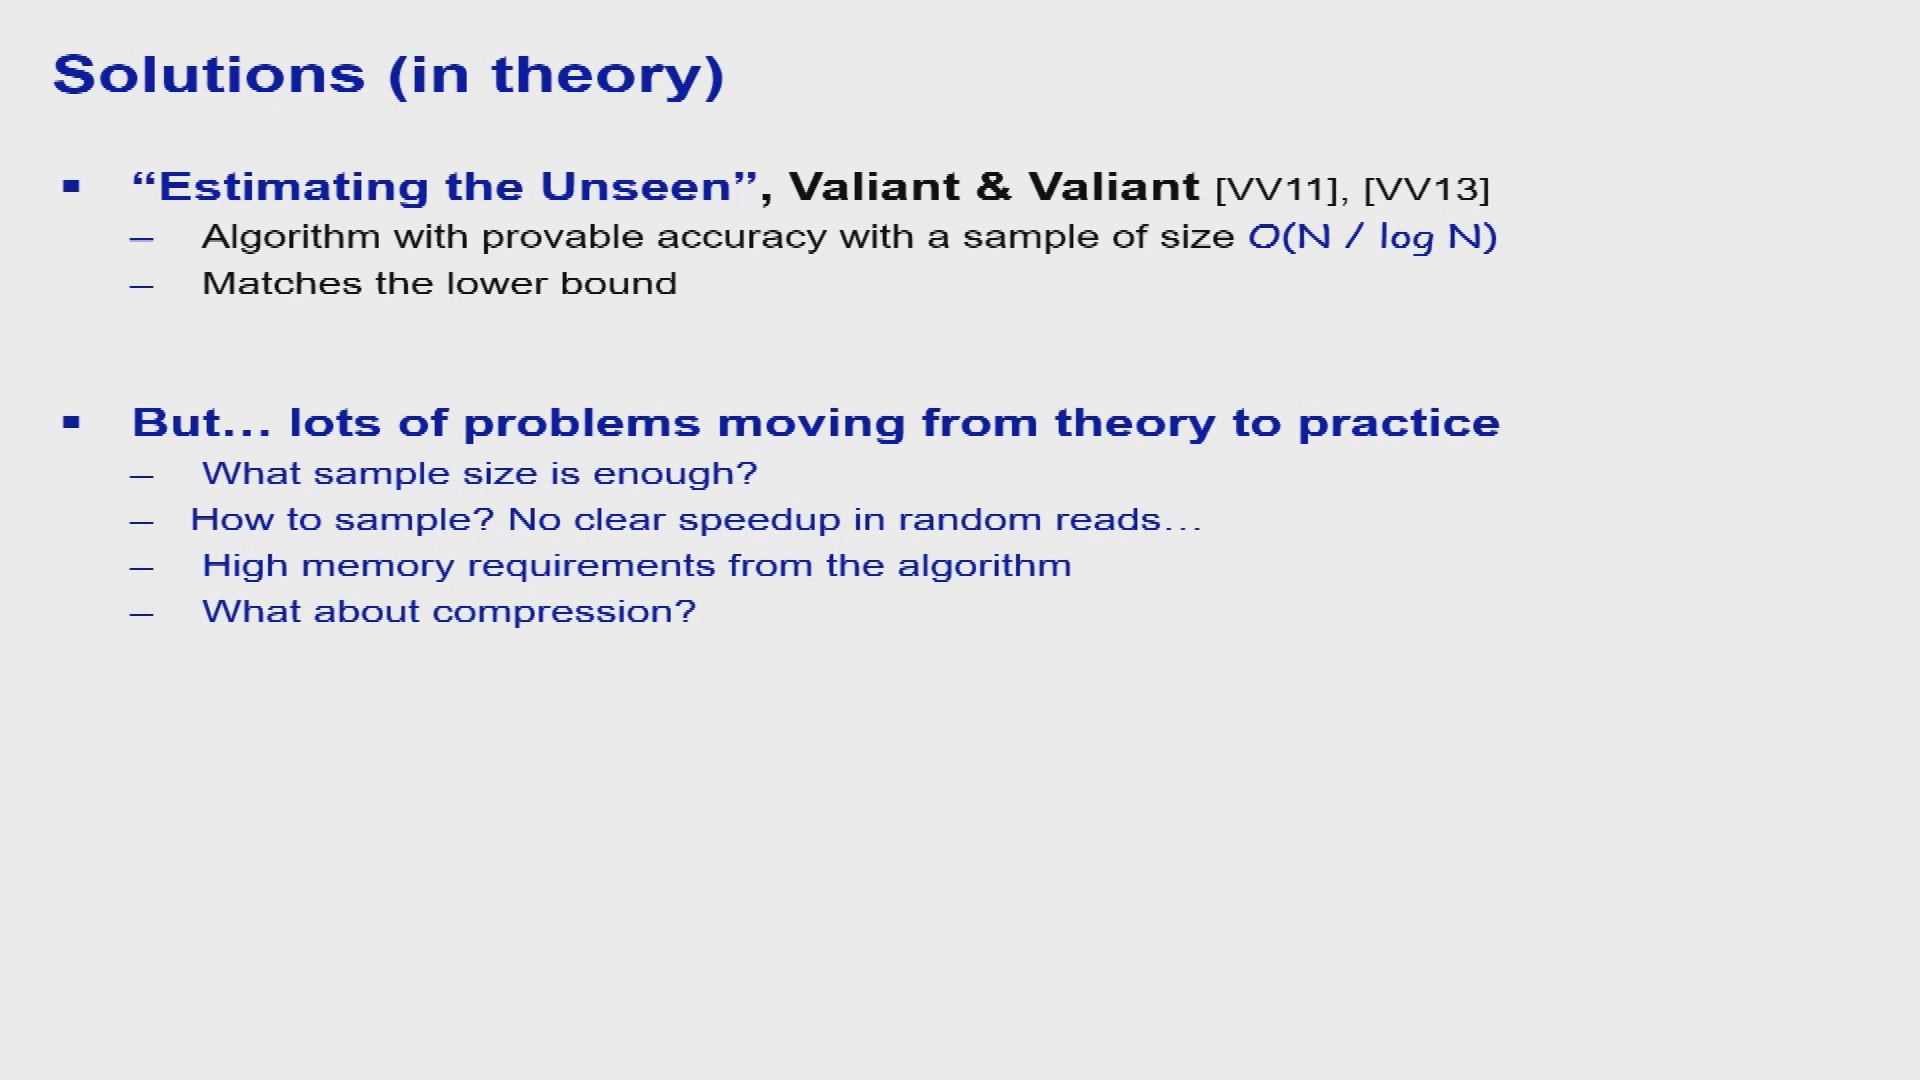 Solutions (in theory)
▪ “Estimating the Unseen”, Valiant & Valiant [VV11], [VV13]
– Algorithm with provable accuracy with a sample of size O(N / log N)
– Matches the lower bound
▪ But... lots of problems moving from theory to practice
– What sample size is enough?
– How to sample? No clear speedup in random reads...
– High memory requirements from the algorithm
– What about compression?